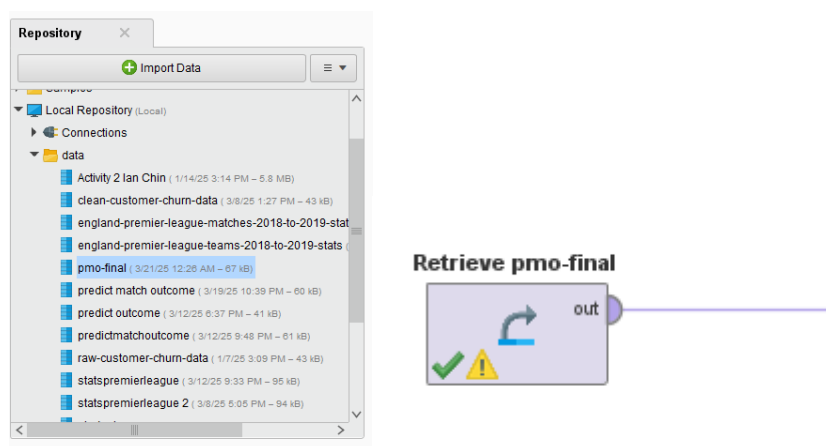 Repository
Import Data
Local Repository (Local)
Connections
data
Activity 2 Ian Chin ( 1/14/25 3:14 PM – 5.8 MB)
clean-customer-churn-data ( 3/8/25 1:27 PM – 43 kB)
england-premier-league-matches-2018-to-2019-stat
england-premier-league-teams-2018-to-2019-stats (
pmo-final ( 3/21/25 12:26 AM – 67 kB)
predict match outcome ( 3/19/25 10:39 PM – 60 kB)
predict outcome ( 3/12/25 6:37 PM – 41 kB)
predictmatchoutcome ( 3/12/25 9:48 PM – 61 kB)
raw-customer-churn-data ( 1/7/25 3:09 PM – 43 kB)
statspremierleague ( 3/12/25 9:33 PM – 95 kB)
statspremierleague 2 ( 3/8/25 5:05 PM – 94 kB)
Retrieve pmo-final
out